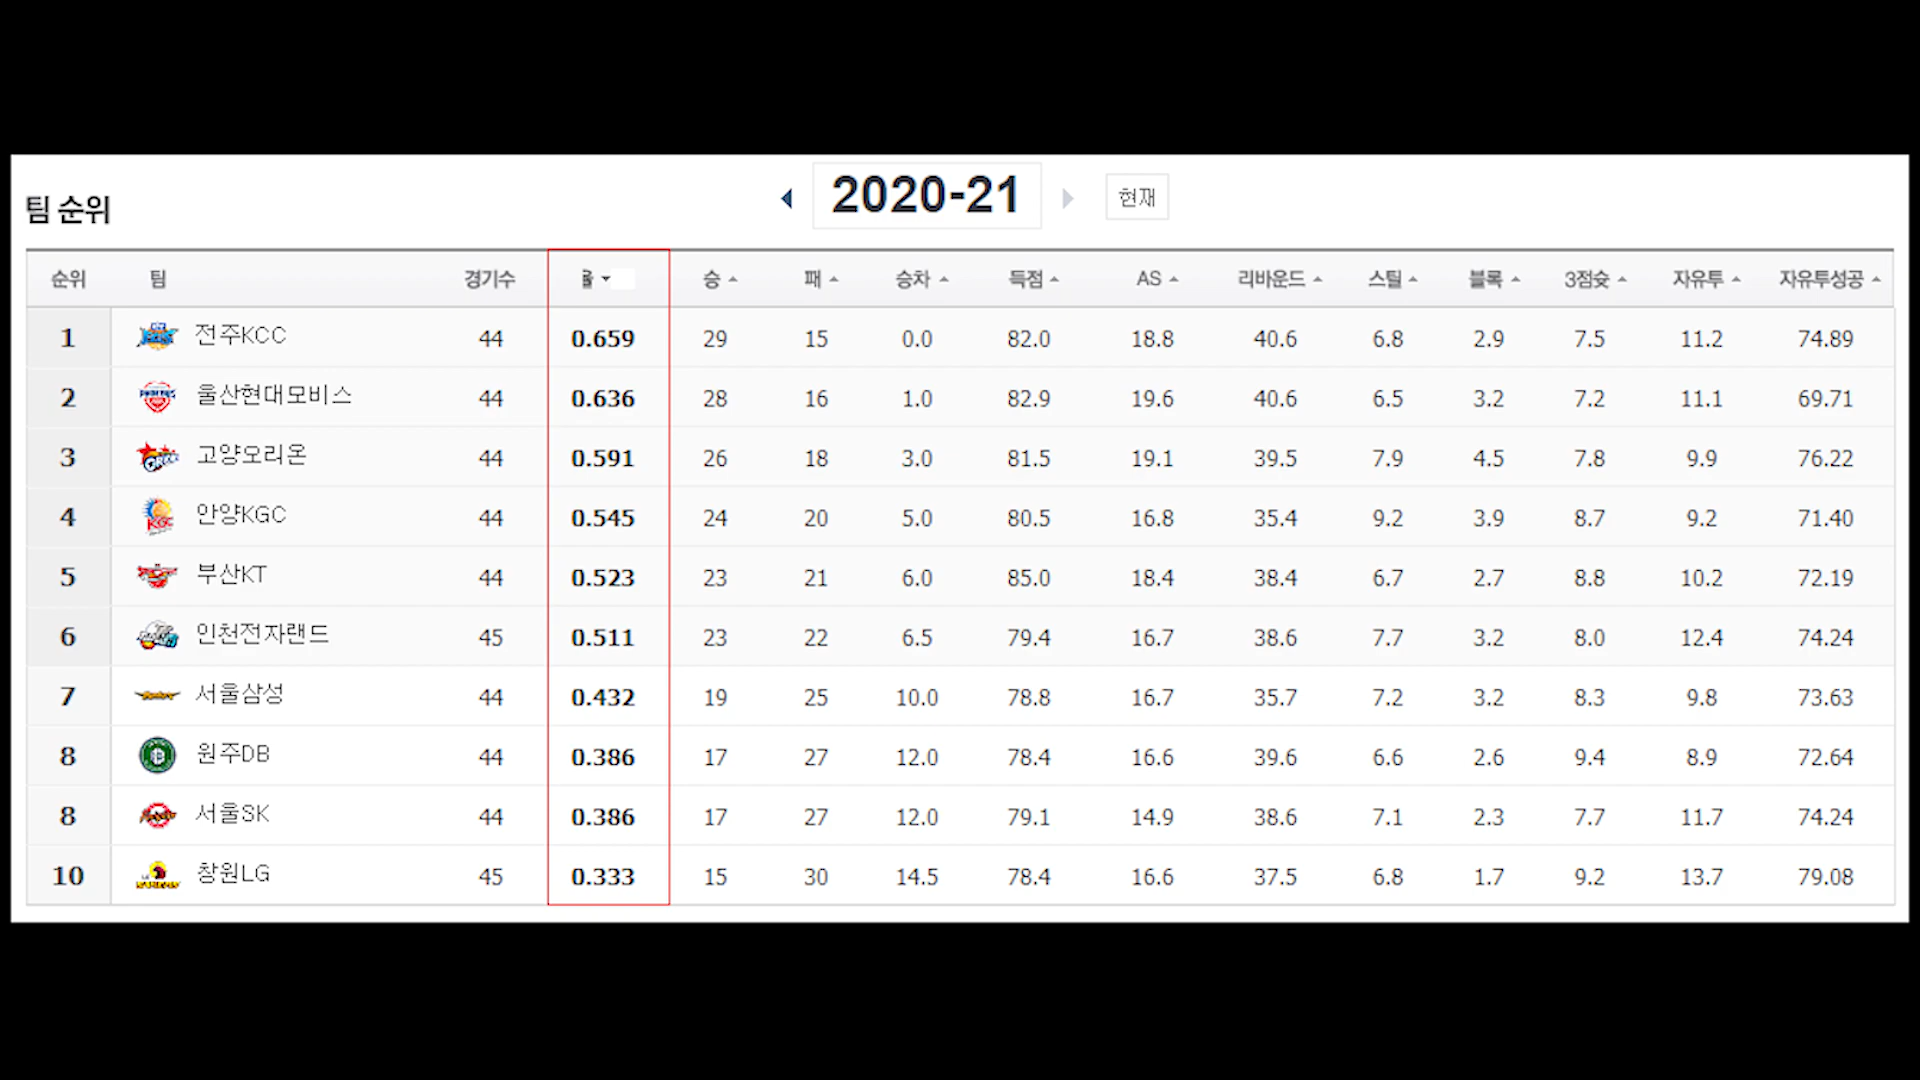 2020-21
현재
팀 순위
순위 팀 경기수 율 승 패 승차 득점 AS 리바운드 스틸 블록 3점슛 자유투 자유투성공
1 전주KCC 44 0.659 29 15 0.0 82.0 18.8 40.6 6.8 2.9 7.5 11.2 74.89
2 울산현대모비스 44 0.636 28 16 1.0 82.9 19.6 40.6 6.5 3.2 7.2 11.1 69.71
3 고양오리온 44 0.591 26 18 3.0 81.5 19.1 39.5 7.9 4.5 7.8 9.9 76.22
4 안양KGC 44 0.545 24 20 5.0 80.5 16.8 35.4 9.2 3.9 8.7 9.2 71.40
5 부산KT 44 0.523 23 21 6.0 85.0 18.4 38.4 6.7 2.7 8.8 10.2 72.19
6 인천전자랜드 45 0.511 23 22 6.5 79.4 16.7 38.6 7.7 3.2 8.0 12.4 74.24
7 서울삼성 44 0.432 19 25 10.0 78.8 16.7 35.7 7.2 3.2 8.3 9.8 73.63
8 원주DB 44 0.386 17 27 12.0 78.4 16.6 39.6 6.6 2.6 9.4 8.9 72.64
8 서울SK 44 0.386 17 27 12.0 79.1 14.9 38.6 7.1 2.3 7.7 11.7 74.24
10 창원LG 45 0.333 15 30 14.5 78.4 16.6 37.5 6.8 1.7 9.2 13.7 79.08